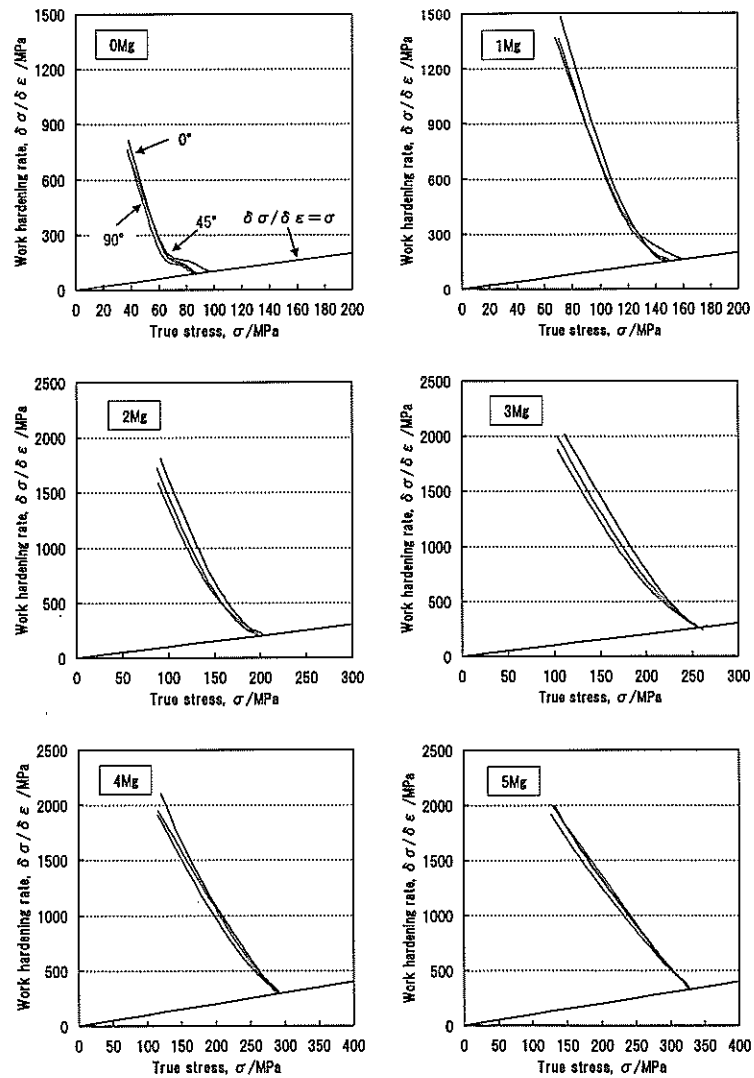 Work hardening rate, δσ/δε /MPa
1500
1200
900
600
300
0
0Mg
0°
90°
45°
δσ/δε=σ
0 20 40 60 80 100 120 140 160 180 200
True stress, σ/MPa
Work hardening rate, δσ/δε /MPa
1500
1200
900
600
300
0
1Mg
0 20 40 60 80 100 120 140 160 180 200
True stress, σ/MPa
Work hardening rate, δσ/δε /MPa
2500
2000
1500
1000
500
0
2Mg
0 50 100 150 200 250 300
True stress, σ/MPa
Work hardening rate, δσ/δε /MPa
2500
2000
1500
1000
500
0
3Mg
0 50 100 150 200 250 300
True stress, σ/MPa
Work hardening rate, δσ/δε /MPa
2500
2000
1500
1000
500
0
4Mg
0 50 100 150 200 250 300 350 400
True stress, σ/MPa
Work hardening rate, δσ/δε /MPa
2500
2000
1500
1000
500
0
5Mg
0 50 100 150 200 250 300 350 400
True stress, σ/MPa